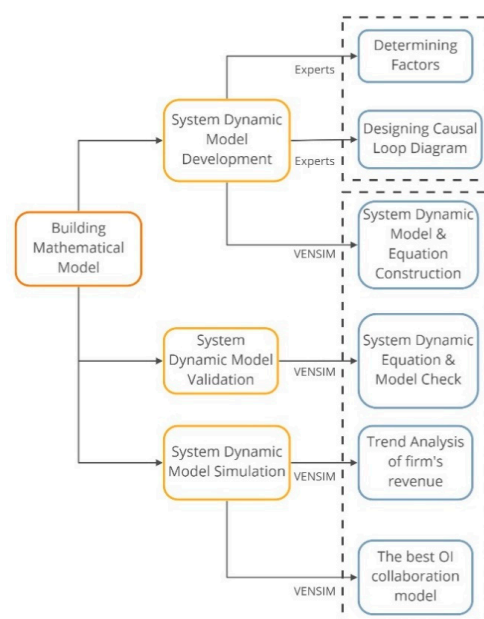 Determining
Factors
Experts
System Dynamic
Model
Development
Designing Causal
Loop Diagram
Experts
Building
Mathematical
Model
System Dynamic
Model &
Equation
Construction
VENSIM
System
Dynamic Model
Validation
System Dynamic
Equation &
Model Check
VENSIM
System Dynamic
Model Simulation
Trend Analysis
of firm's
revenue
VENSIM
The best OI
collaboration
model
VENSIM